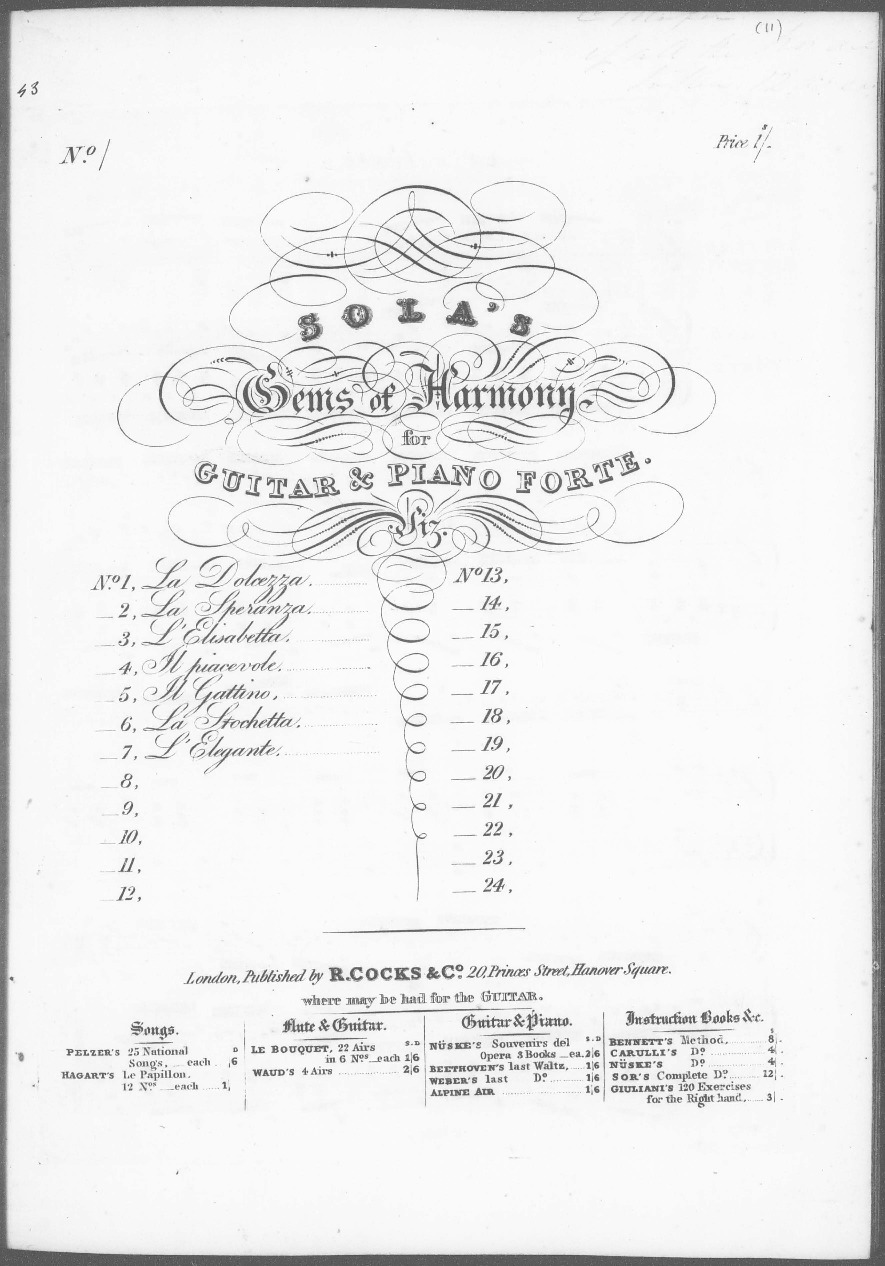 (11)
43
Nº 1
Price 1s/-
SOLA'S
Gems of Harmony.
for
GUITAR & PIANO FORTE.
Viz.
Nº 1, La Dolcezza.
2, La Speranza.
3, L'Elisabetta.
4, Il piacevole.
5, Il Gattino,
6, La Stochetta.
7, L'Elegante.
8,
9,
10,
11,
12,
Nº 13,
14,
15,
16,
17,
18,
19,
20,
21,
22,
23,
24,
London, Published by R. COCKS & Cº. 20, Princes Street, Hanover Square.
where may be had for the GUITAR.
Songs.
D
PELZER'S 25 National
Songs, each ,6
HAGART'S Le Papillon.
12 Nºs each 1,
Flute & Guitar.
S. D
LE BOUQUET, 22 Airs
in 6 Nºs each 1,6
WAUD'S 4 Airs 2,6
Guitar & Piano.
S. D
NÜSKE'S Souvenirs del
Opera 3 Books ea. 2,6
BEETHOVEN'S last Waltz, 1,6
WEBER'S last Dº 1,6
ALPINE AIR 1,6
Instruction Books &c.
S
BENNETT'S Method, 8,-
CARULLI'S Dº 4,-
NÜSKE'S Dº 4,-
SOR'S Complete Dº 12,-
GIULIANI'S 120 Exercises
for the Right hand, 3,-